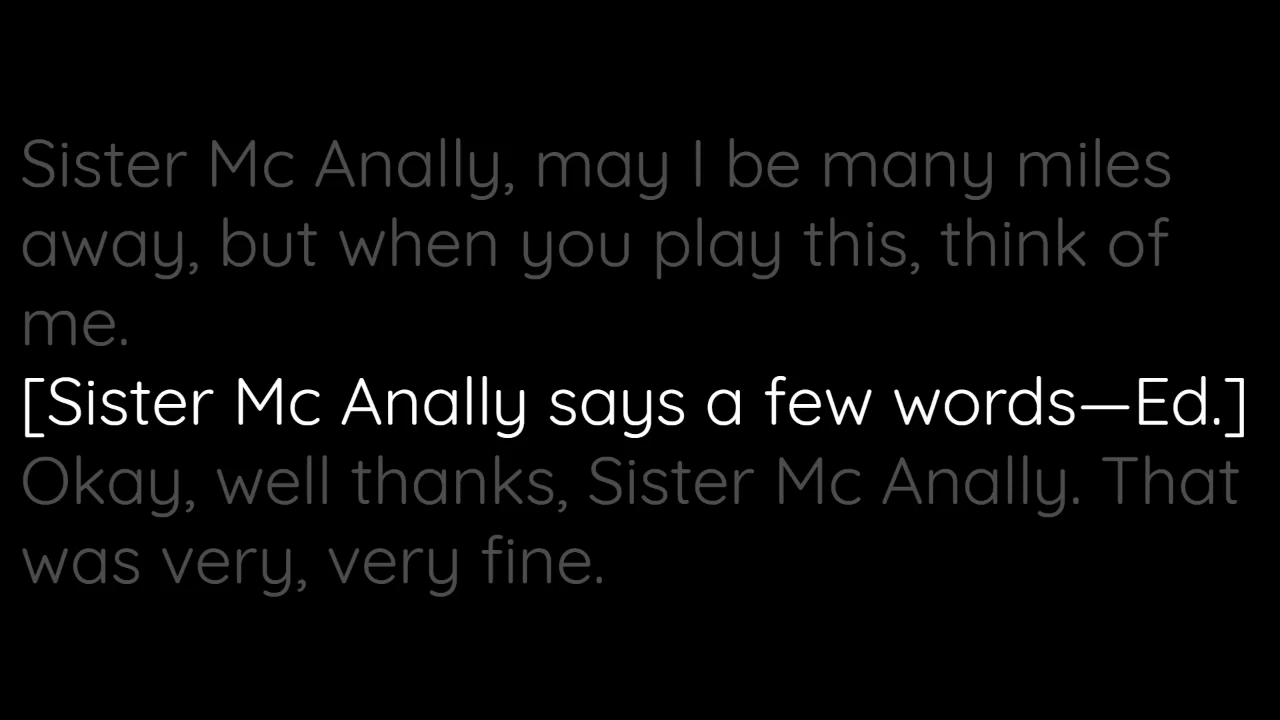 Sister Mc Anally, may I be many miles
away, but when you play this, think of
me.
[Sister Mc Anally says a few words—Ed.]
Okay, well thanks, Sister Mc Anally. That
was very, very fine.